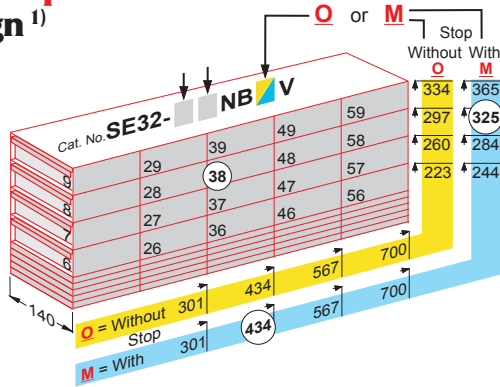 gn 1)
O or M
Stop
Without With
O M
334 365
297 325
260 284
223 244
Cat. No. SE32- NB V
9 29 39 49 59
8 28 38 48 58
7 27 37 47 57
6 26 36 46 56
140
O = Without 301 434 567 700
Stop
M = With 301 434 567 700